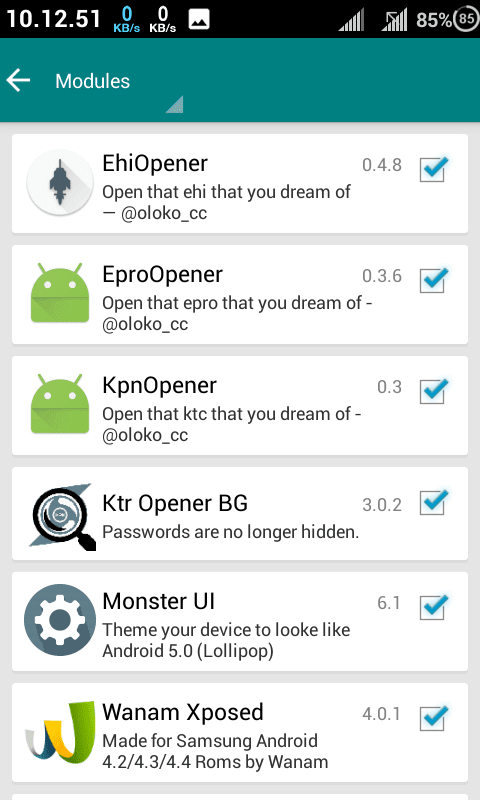 10.12.51 0 KB/s 0 KB/s 85% 85
Modules
EhiOpener 0.4.8
Open that ehi that you dream of
— @oloko_cc
EproOpener 0.3.6
Open that epro that you dream of -
@oloko_cc
KpnOpener 0.3
Open that ktc that you dream of -
@oloko_cc
Ktr Opener BG 3.0.2
Passwords are no longer hidden.
Monster UI 6.1
Theme your device to looke like
Android 5.0 (Lollipop)
Wanam Xposed 4.0.1
Made for Samsung Android
4.2/4.3/4.4 Roms by Wanam